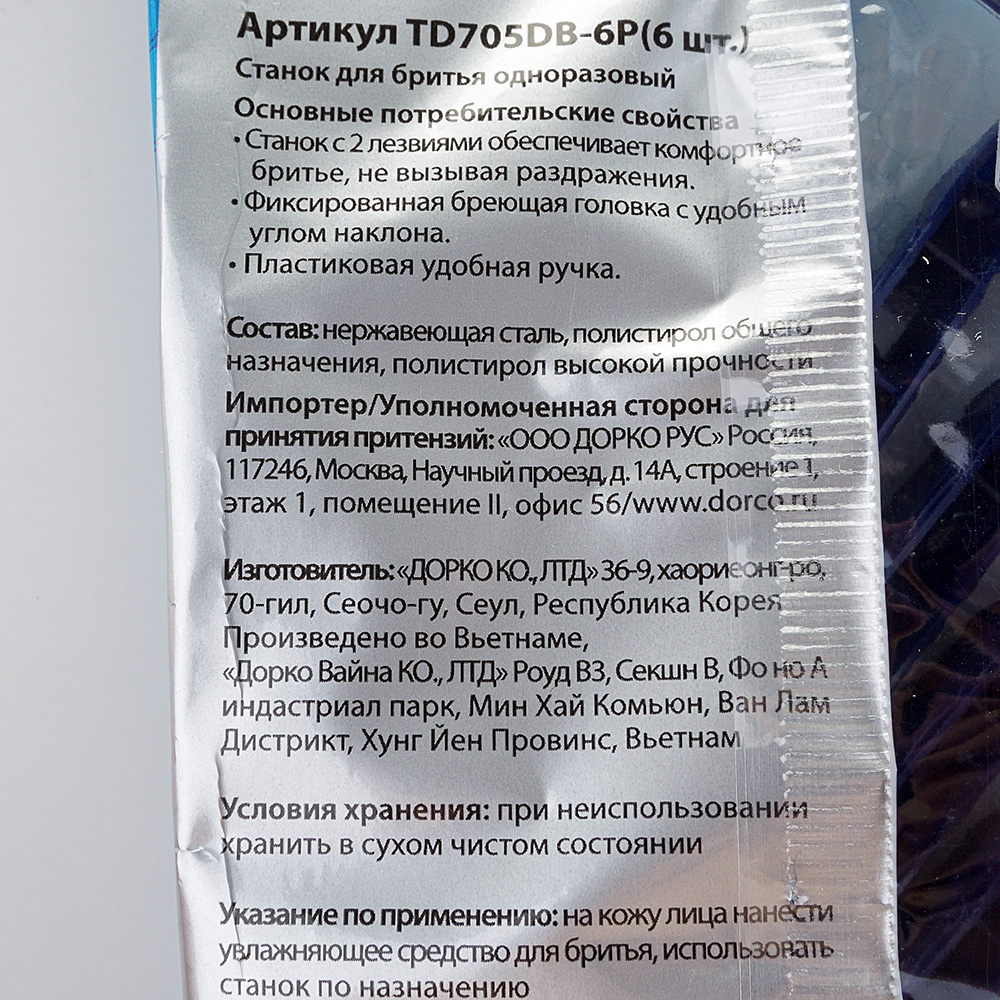 Артикул TD705DB-6P(6 шт.)
Станок для бритья одноразовый
Основные потребительские свойства
• Станок с 2 лезвиями обеспечивает комфортное
бритье, не вызывая раздражения.
• Фиксированная бреющая головка с удобным
углом наклона.
• Пластиковая удобная ручка.
Состав: нержавеющая сталь, полистирол общего
назначения, полистирол высокой прочности
Импортер/Уполномоченная сторона для
принятия притензий: «ООО ДОРКО РУС» Россия,
117246, Москва, Научный проезд, д. 14А, строение 1,
этаж 1, помещение II, офис 56/www.dorco.ru
Изготовитель: «ДОРКО КО., ЛТД» 36-9, хаориеонг-ро,
70-гил, Сеочо-гу, Сеул, Республика Корея
Произведено во Вьетнаме,
«Дорко Вайна КО., ЛТД» Роуд В3, Секшн В, Фо но А
индастриал парк, Мин Хай Комьюн, Ван Лам
Дистрикт, Хунг Йен Провинс, Вьетнам
Условия хранения: при неиспользовании
хранить в сухом чистом состоянии
Указание по применению: на кожу лица нанести
увлажняющее средство для бритья, использовать
станок по назначению